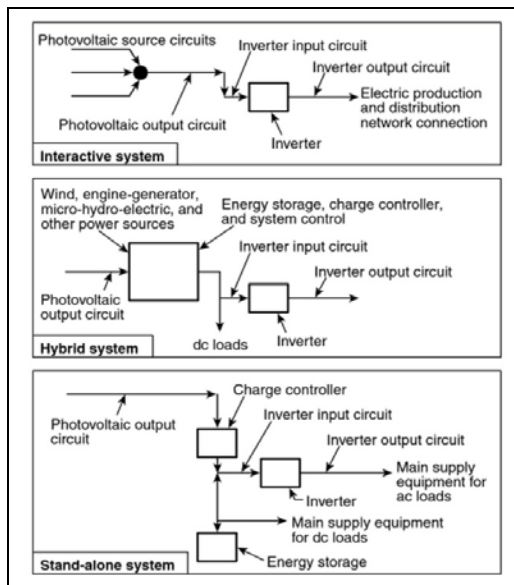 Photovoltaic source circuits
Inverter input circuit
Inverter output circuit
Electric production
and distribution
network connection
Photovoltaic output circuit
Inverter
Interactive system
Wind, engine-generator,
micro-hydro-electric, and
other power sources
Energy storage, charge controller,
and system control
Inverter input circuit
Inverter output circuit
Photovoltaic
output circuit
dc loads
Inverter
Hybrid system
Charge controller
Photovoltaic output
circuit
Inverter input circuit
Inverter output circuit
Main supply
equipment for
ac loads
Inverter
Main supply equipment
for dc loads
Energy storage
Stand-alone system